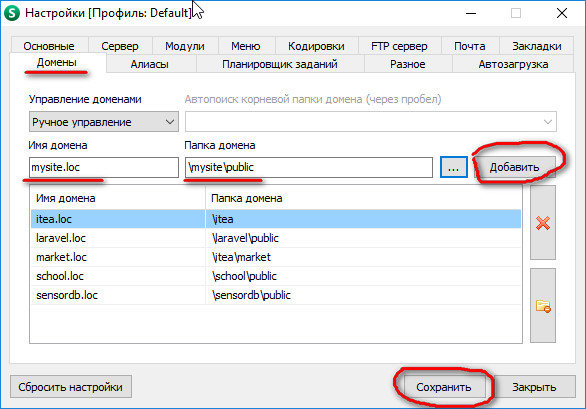 S Настройки [Профиль: Default]
Основные Сервер Модули Меню Кодировки FTP сервер Почта Закладки
Домены Алиасы Планировщик заданий Разное Автозагрузка
Управление доменами Автопоиск корневой папки домена (через пробел)
Ручное управление
Имя домена Папка домена
mysite.loc \mysite\public ... Добавить
Имя домена Папка домена
itea.loc \itea
laravel.loc \laravel\public
market.loc \itea\market
school.loc \school\public
sensordb.loc \sensordb\public
Сбросить настройки Сохранить Закрыть